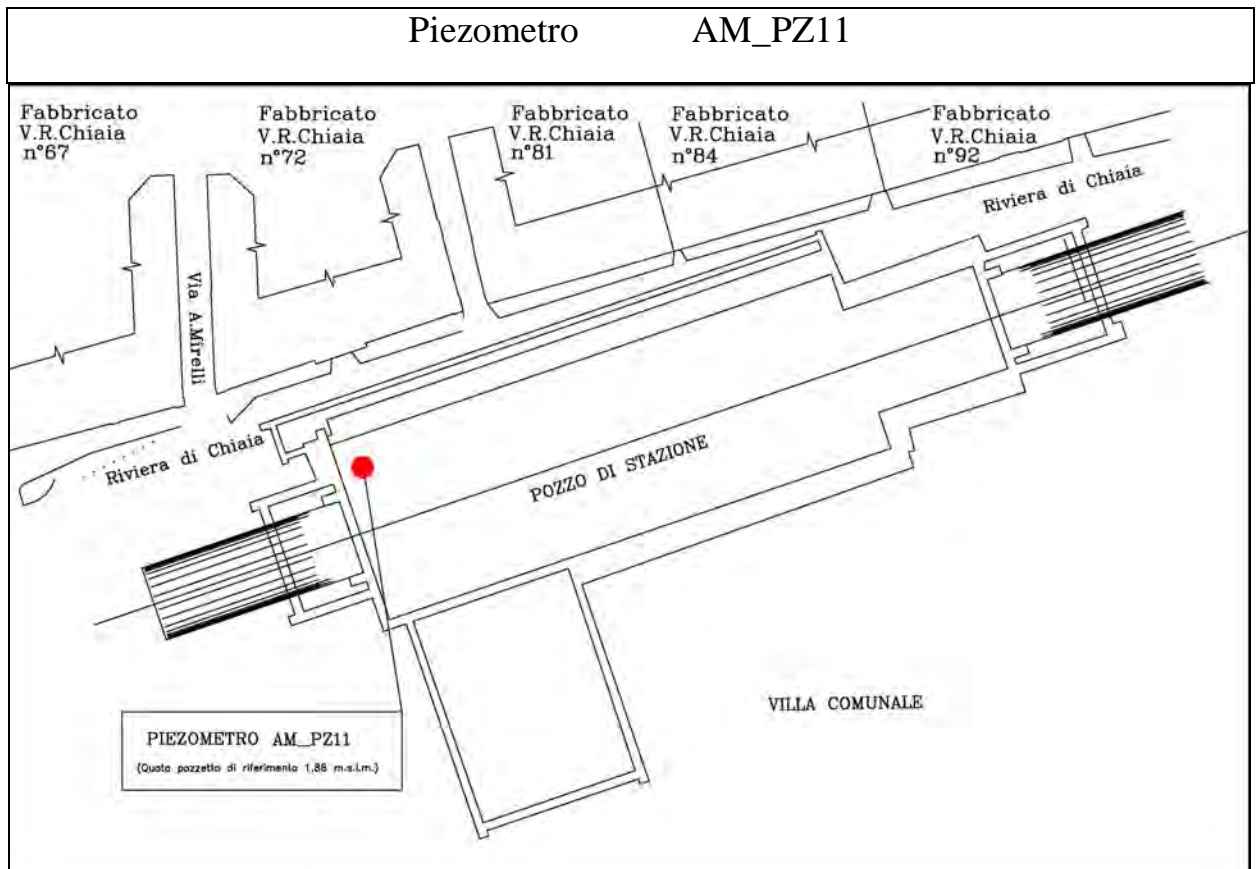 Piezometro AM_PZ11
Fabbricato
V.R.Chiaia
n°67
Fabbricato
V.R.Chiaia
n°72
Fabbricato
V.R.Chiaia
n°81
Fabbricato
V.R.Chiaia
n°84
Fabbricato
V.R.Chiaia
n°92
Riviera di Chiaia
Via A.Mirelli
Riviera di Chiaia
POZZO DI STAZIONE
VILLA COMUNALE
PIEZOMETRO AM_PZ11
(Quota pozzetto di riferimento 1,86 m.s.l.m.)